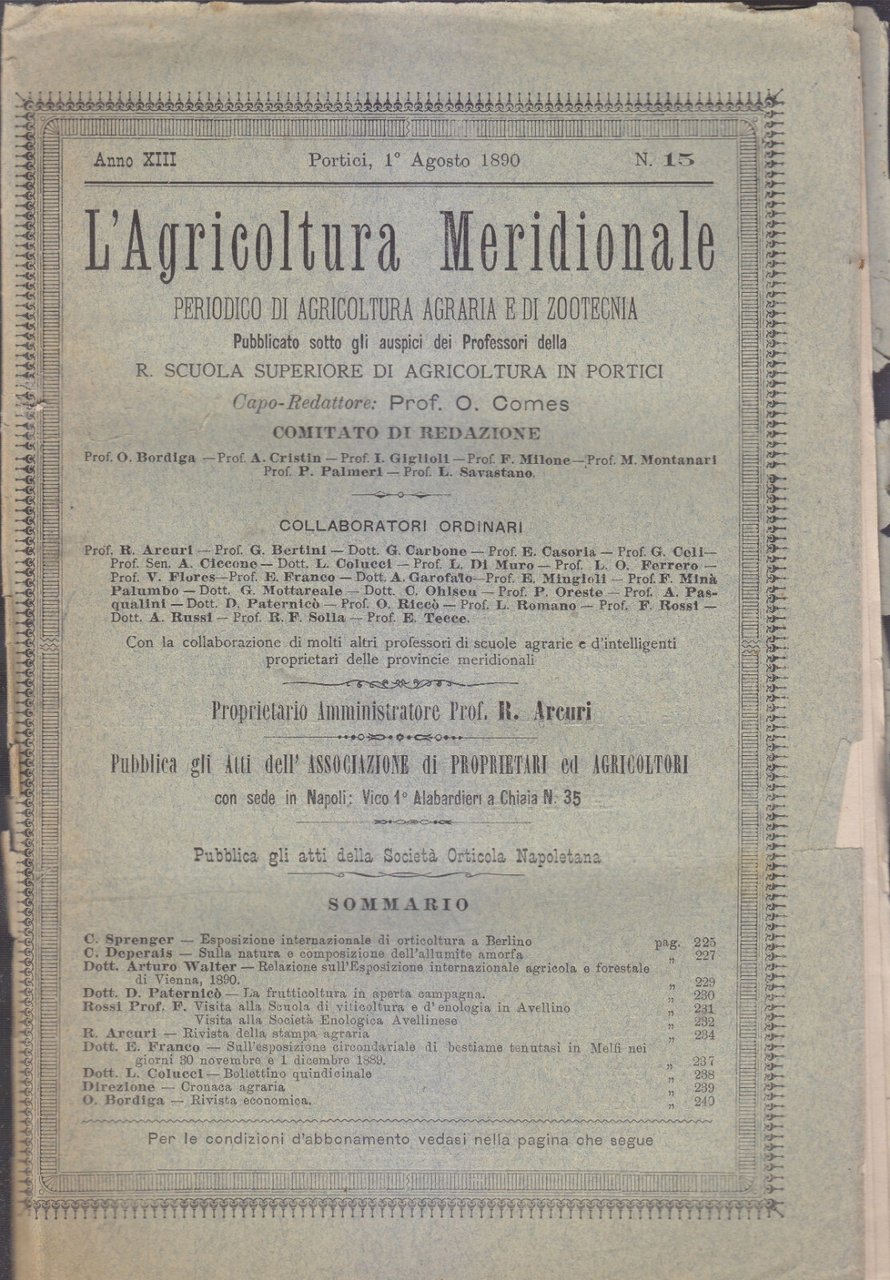 Anno XIII Portici, 1° Agosto 1890 N. 15
L'Agricoltura Meridionale
PERIODICO DI AGRICOLTURA AGRARIA E DI ZOOTECNIA
Pubblicato sotto gli auspici dei Professori della
R. SCUOLA SUPERIORE DI AGRICOLTURA IN PORTICI
Capo-Redattore: Prof. O. Comes
COMITATO DI REDAZIONE
Prof. O. Bordiga — Prof. A. Cristin — Prof. I. Giglioli — Prof. F. Milone — Prof. M. Montanari
Prof. P. Palmeri — Prof. L. Savastano.
COLLABORATORI ORDINARI
Prof. R. Arcuri — Prof. G. Bertini — Dott. G. Carbone — Prof. E. Casoria — Prof. G. Celi —
Prof. Sen. A. Ciccone — Dott. L. Colucci — Prof. L. Di Muro — Prof. L. O. Ferrero —
Prof. V. Flores — Prof. E. Franco — Dott. A. Garofalo — Prof. E. Mingioli — Prof. F. Minà
Palumbo — Dott. G. Mottareale — Dott. C. Ohlsen — Prof. P. Oreste — Prof. A. Pas-
qualini — Dott. D. Paternicò — Prof. O. Riccò — Prof. L. Romano — Prof. F. Rossi —
Dott. A. Russi — Prof. R. F. Solla — Prof. E. Tecce.
Con la collaborazione di molti altri professori di scuole agrarie e d'intelligenti
proprietari delle provincie meridionali
Proprietario Amministratore Prof. R. Arcuri
Pubblica gli Atti dell' ASSOCIAZIONE di PROPRIETARI ed AGRICOLTORI
con sede in Napoli: Vico 1° Alabardieri a Chiaia N. 35
Pubblica gli atti della Società Orticola Napoletana
SOMMARIO
C. Sprenger — Esposizione internazionale di orticoltura a Berlino pag. 225
C. Deperais — Sulla natura e composizione dell'allumite amorfa „ 227
Dott. Arturo Walter — Relazione sull'Esposizione internazionale agricola e forestale
di Vienna, 1890. „ 229
Dott. D. Paternicò — La frutticoltura in aperta campagna. „ 230
Rossi Prof. F. Visita alla Scuola di viticoltura e d'enologia in Avellino „ 231
Visita alla Società Enologica Avellinese „ 232
R. Arcuri — Rivista della stampa agraria „ 234
Dott. E. Franco — Sull'esposizione circondariale di bestiame tenutasi in Melfi nei
giorni 30 novembre e 1 dicembre 1889. „ 237
Dott. L. Colucci — Bollettino quindicinale „ 238
Direzione — Cronaca agraria „ 239
O. Bordiga — Rivista economica. „ 240
Per le condizioni d'abbonamento vedasi nella pagina che segue